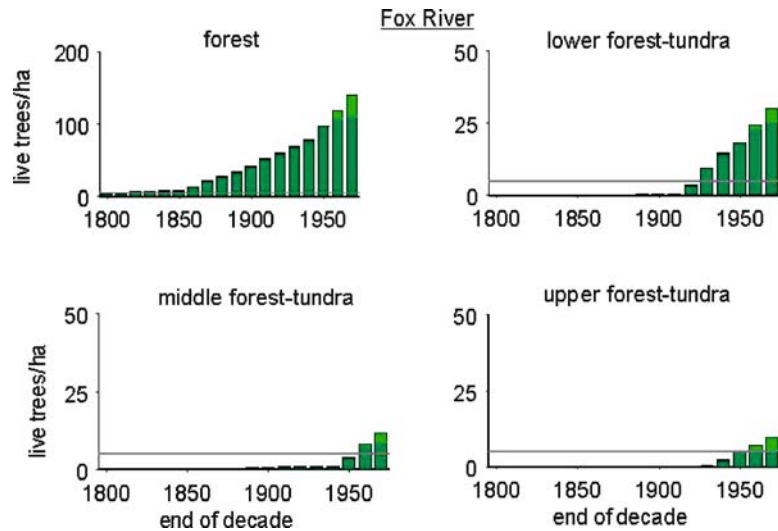 Fox River
forest
live trees/ha
200
100
0
1800 1850 1900 1950
lower forest-tundra
50
25
0
1800 1850 1900 1950
middle forest-tundra
live trees/ha
50
25
0
1800 1850 1900 1950
end of decade
upper forest-tundra
50
25
0
1800 1850 1900 1950
end of decade